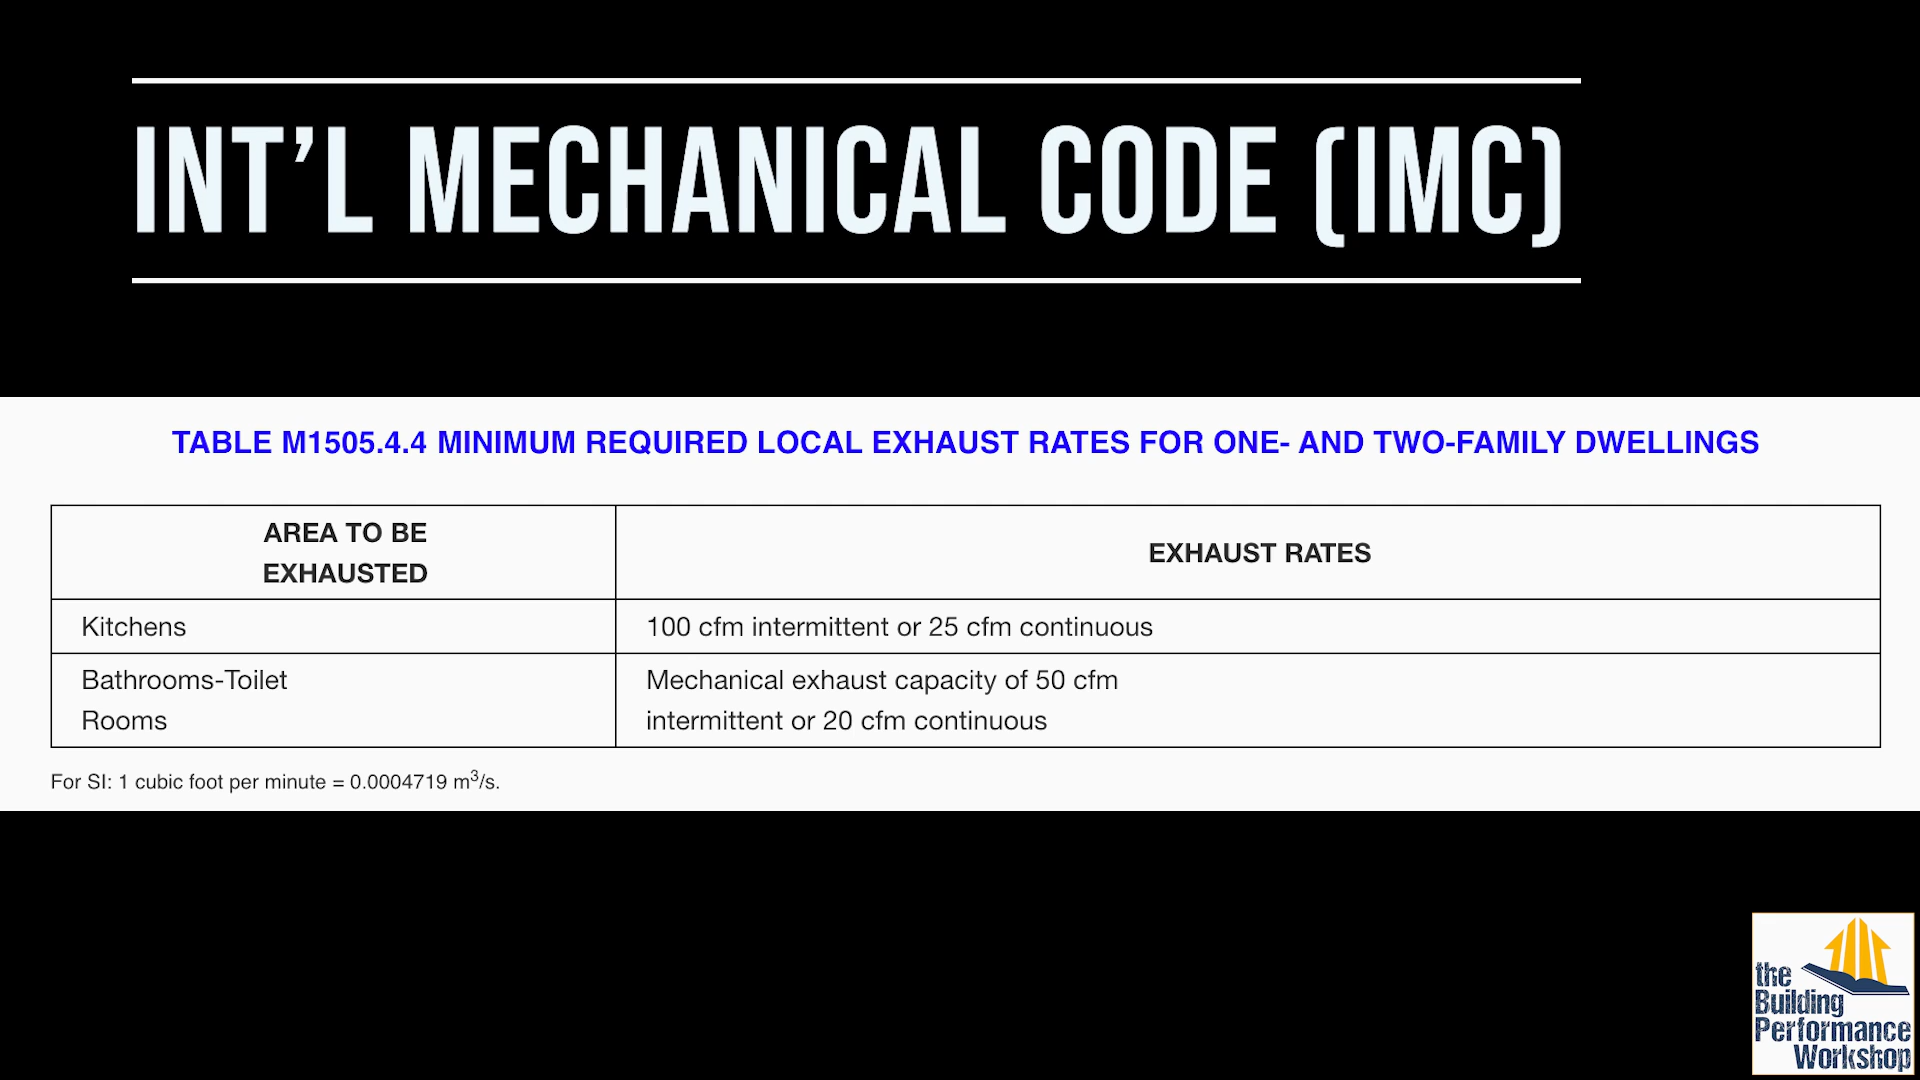 INT’L MECHANICAL CODE (IMC)
TABLE M1505.4.4 MINIMUM REQUIRED LOCAL EXHAUST RATES FOR ONE- AND TWO-FAMILY DWELLINGS
AREA TO BE
EXHAUSTED
EXHAUST RATES
Kitchens
100 cfm intermittent or 25 cfm continuous
Bathrooms-Toilet
Rooms
Mechanical exhaust capacity of 50 cfm
intermittent or 20 cfm continuous
For SI: 1 cubic foot per minute = 0.0004719 m³/s.
the
Building
Performance
Workshop